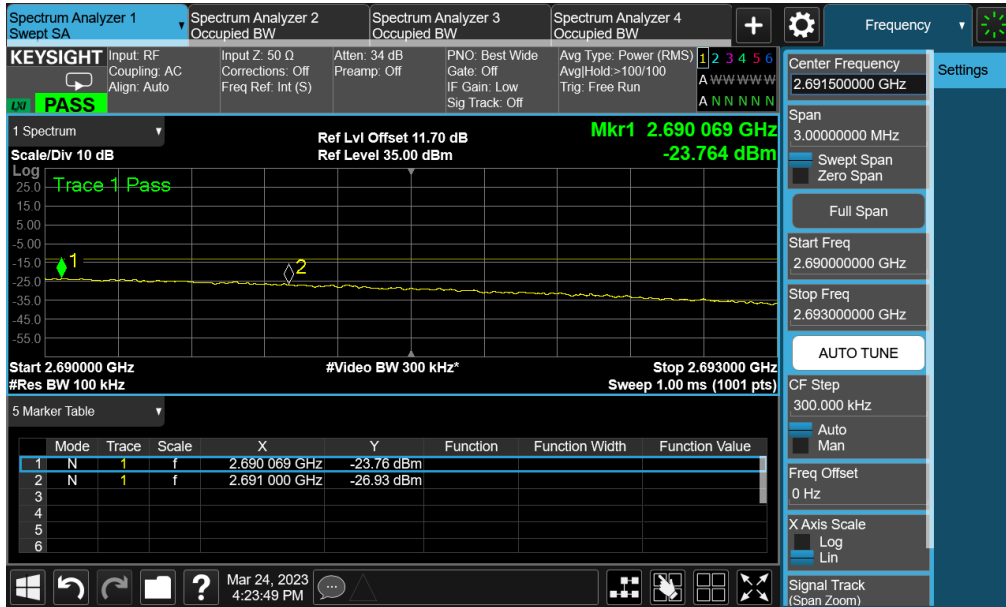 Spectrum Analyzer 1
Swept SA
Spectrum Analyzer 2
Occupied BW
Spectrum Analyzer 3
Occupied BW
Spectrum Analyzer 4
Occupied BW
Frequency
KEYSIGHT
LXI PASS
Input: RF
Coupling: AC
Align: Auto
Input Z: 50 Ω
Corrections: Off
Freq Ref: Int (S)
Atten: 34 dB
Preamp: Off
PNO: Best Wide
Gate: Off
IF Gain: Low
Sig Track: Off
Avg Type: Power (RMS)
Avg|Hold:>100/100
Trig: Free Run
1 2 3 4 5 6
A W W W W W
A N N N N N
1 Spectrum
Scale/Div 10 dB
Ref Lvl Offset 11.70 dB
Ref Level 35.00 dBm
Mkr1 2.690 069 GHz
-23.764 dBm
Log
Trace 1 Pass
25.0
15.0
5.00
-5.00
-15.0
-25.0
-35.0
-45.0
-55.0
1
2
Start 2.690000 GHz
#Res BW 100 kHz
#Video BW 300 kHz*
Stop 2.693000 GHz
Sweep 1.00 ms (1001 pts)
5 Marker Table
Mode Trace Scale X Y Function Function Width Function Value
1 N 1 f 2.690 069 GHz -23.76 dBm
2 N 1 f 2.691 000 GHz -26.93 dBm
3
4
5
6
?
Mar 24, 2023
4:23:49 PM
Center Frequency
2.691500000 GHz
Span
3.00000000 MHz
Swept Span
Zero Span
Full Span
Start Freq
2.690000000 GHz
Stop Freq
2.693000000 GHz
AUTO TUNE
CF Step
300.000 kHz
Auto
Man
Freq Offset
0 Hz
X Axis Scale
Log
Lin
Signal Track
(Span Zoom)
Settings